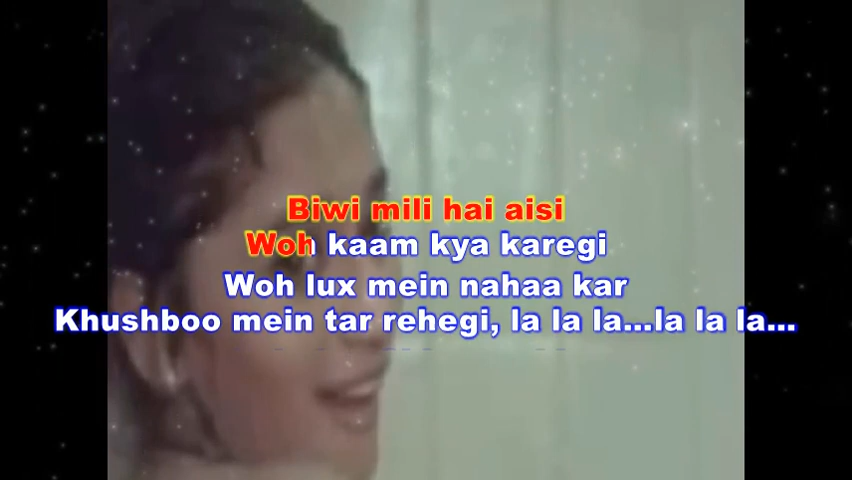 Biwi mili hai aisi
Woh kaam kya karegi
Woh lux mein nahaa kar
Khushboo mein tar rehegi, la la la...la la la...